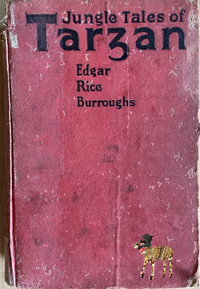 Jungle Tales of
Tarzan
Edgar
Rice
Burroughs